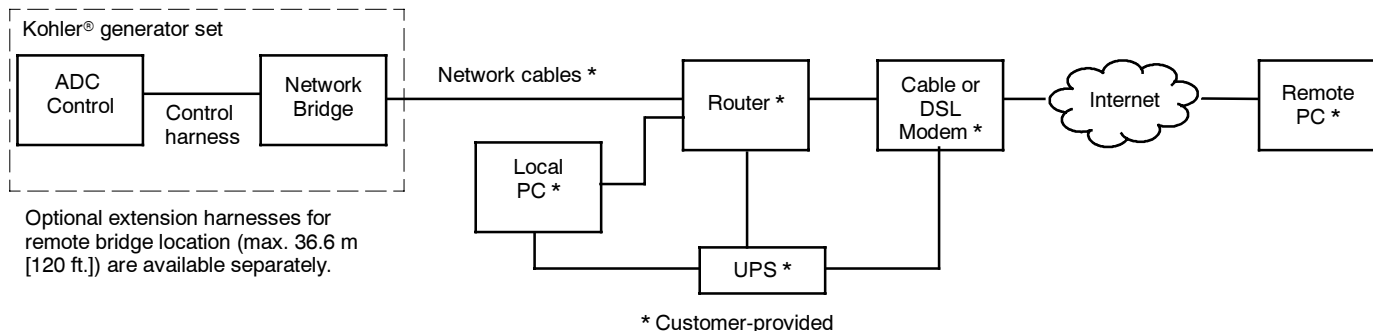 Kohler® generator set
ADC
Control
Control
harness
Network
Bridge
Network cables *
Router *
Cable or
DSL
Modem *
Internet
Remote
PC *
Local
PC *
UPS *
Optional extension harnesses for
remote bridge location (max. 36.6 m
[120 ft.]) are available separately.
* Customer-provided